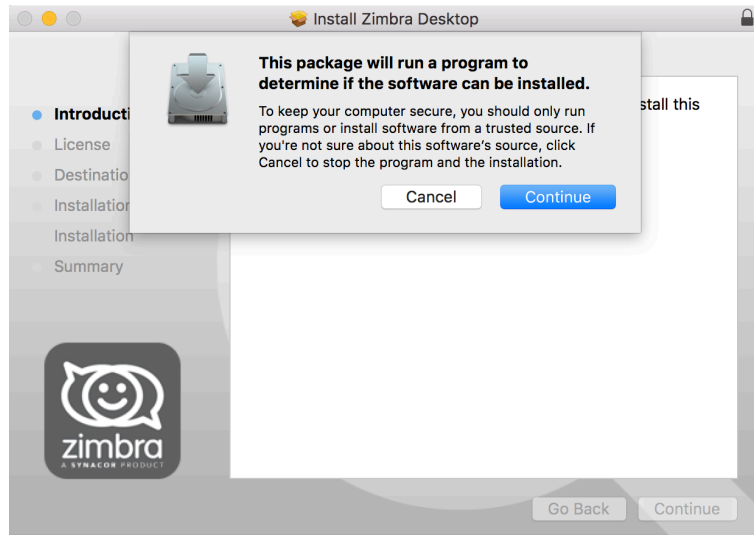 Install Zimbra Desktop
This package will run a program to
determine if the software can be installed.
To keep your computer secure, you should only run
programs or install software from a trusted source. If
you're not sure about this software's source, click
Cancel to stop the program and the installation.
Cancel
Continue
stall this
Introducti
License
Destinatio
Installation
Installation
Summary
zimbra
A SYNACOR PRODUCT
Go Back
Continue